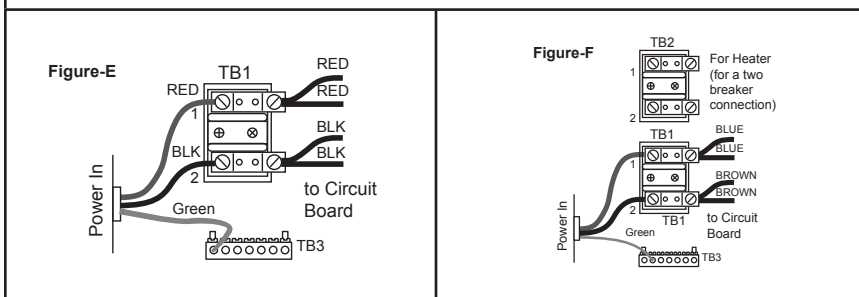 Figure-E
TB1
RED
RED
RED
1
BLK
BLK
BLK
2
to Circuit
Board
Power In
Green
TB3
Figure-F
TB2
1
2
For Heater
(for a two
breaker
connection)
TB1
BLUE
BLUE
1
BROWN
BROWN
2
TB1
to Circuit
Board
Power In
Green
TB3